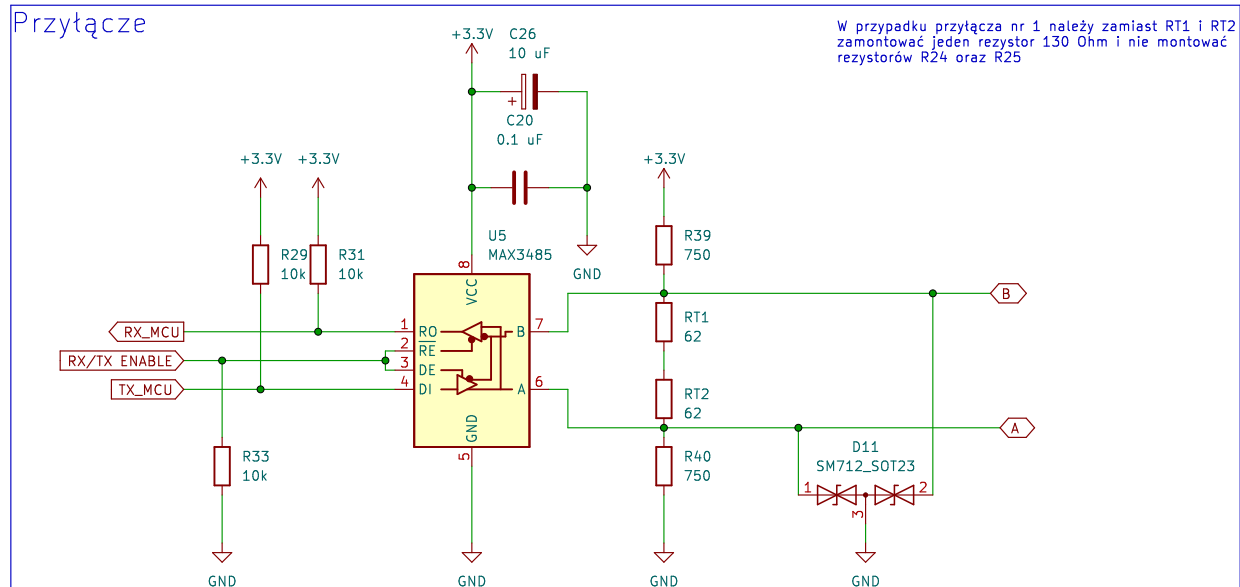 Przyłącze
W przypadku przyłącza nr 1 należy zamiast RT1 i RT2
zamontować jeden rezystor 130 Ohm i nie montować
rezystorów R24 oraz R25
+3.3V
C26
10 uF
+
C20
0.1 uF
+3.3V
+3.3V
+3.3V
R29
10k
R31
10k
U5
MAX3485
GND
R39
750
8
VCC
B
RX_MCU
1
RO
B
7
RT1
62
2
RE
RX/TX ENABLE
3
DE
TX_MCU
4
DI
A
6
RT2
62
A
GND
5
R33
10k
R40
750
D11
SM712_SOT23
1
2
3
GND
GND
GND
GND